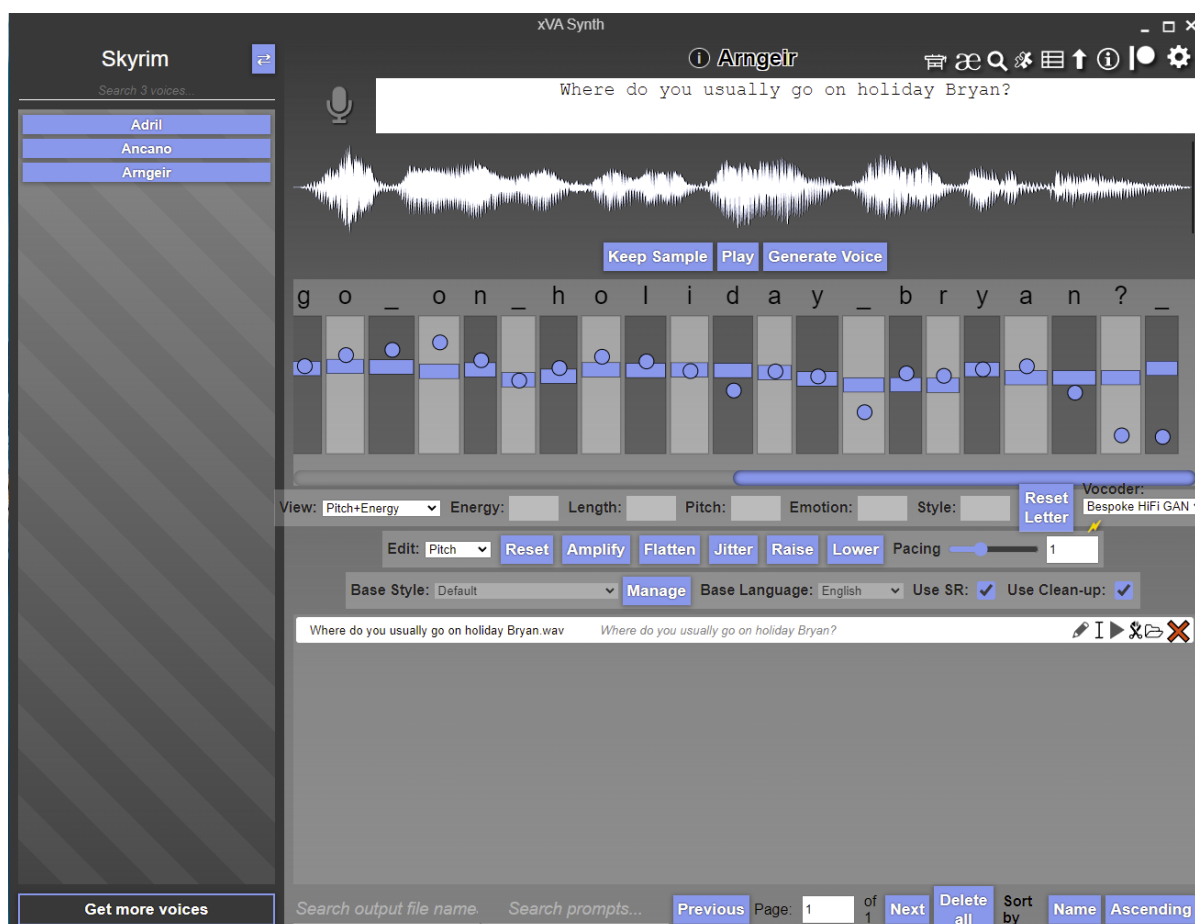 xVA Synth
Skyrim
Search 3 voices...
Adril
Ancano
Arngeir
Get more voices
Arngeir
Where do you usually go on holiday Bryan?
Keep Sample Play Generate Voice
g o _ o n _ h o l i d a y _ b r y a n ? _
View: Pitch+Energy Energy: Length: Pitch: Emotion: Style: Reset Letter Vocoder: Bespoke HiFi GAN
Edit: Pitch Reset Amplify Flatten Jitter Raise Lower Pacing 1
Base Style: Default Manage Base Language: English Use SR: Use Clean-up:
Where do you usually go on holiday Bryan.wav Where do you usually go on holiday Bryan?
Search output file name. Search prompts... Previous Page: 1 of 1 Next Delete all Sort by Name Ascending